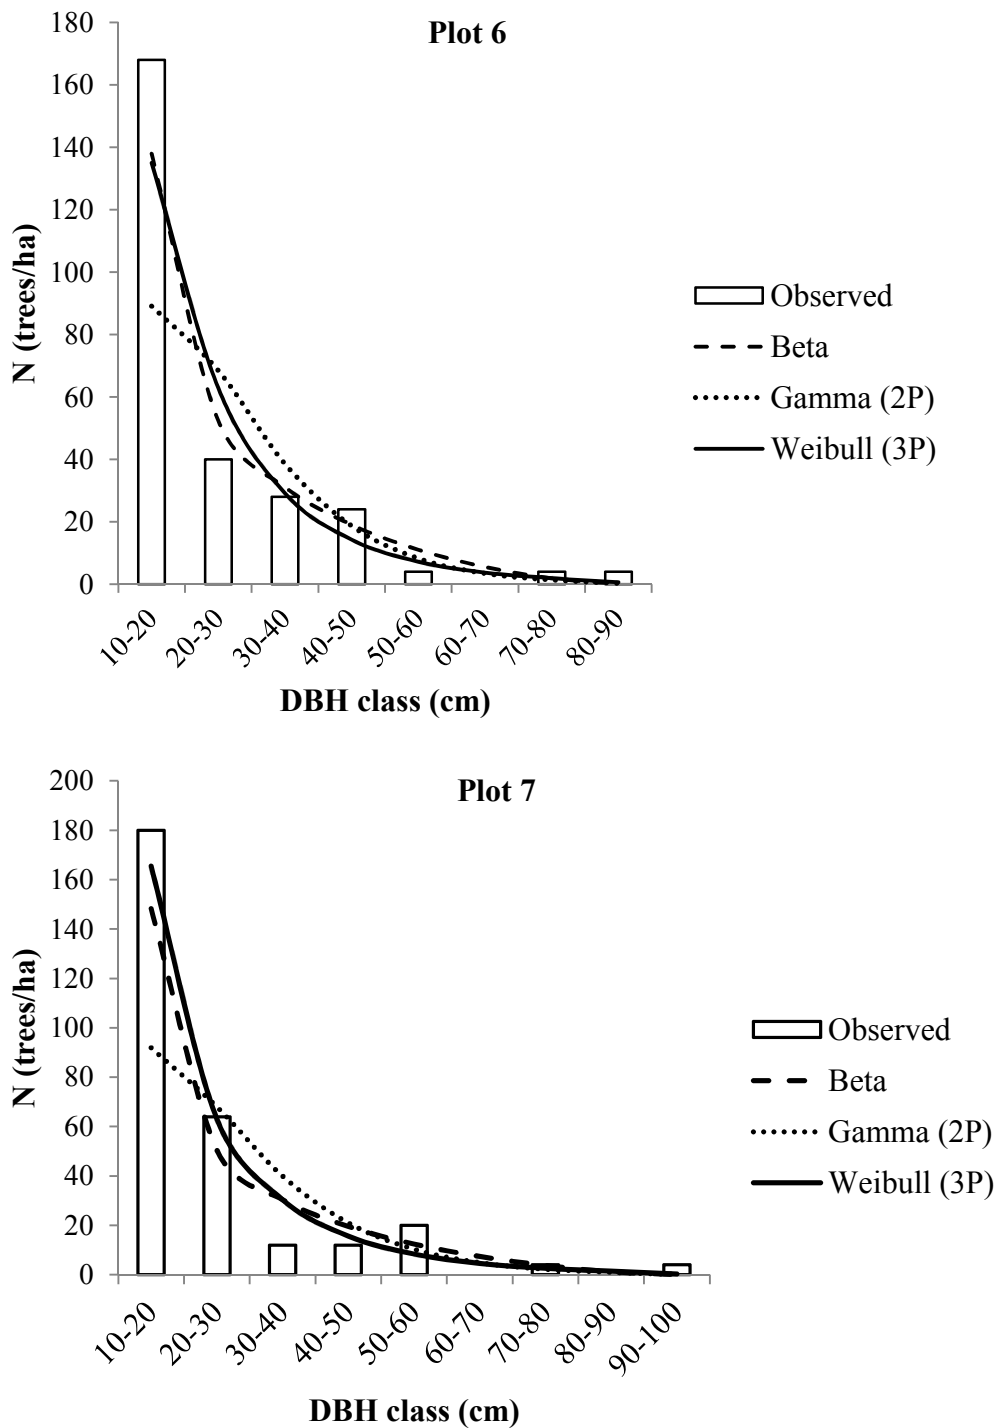 Plot 6
N (trees/ha)
180
160
140
120
100
80
60
40
20
0
10-20
20-30
30-40
40-50
50-60
60-70
70-80
80-90
DBH class (cm)
Observed
Beta
Gamma (2P)
Weibull (3P)
Plot 7
N (trees/ha)
200
180
160
140
120
100
80
60
40
20
0
10-20
20-30
30-40
40-50
50-60
60-70
70-80
80-90
90-100
DBH class (cm)
Observed
Beta
Gamma (2P)
Weibull (3P)